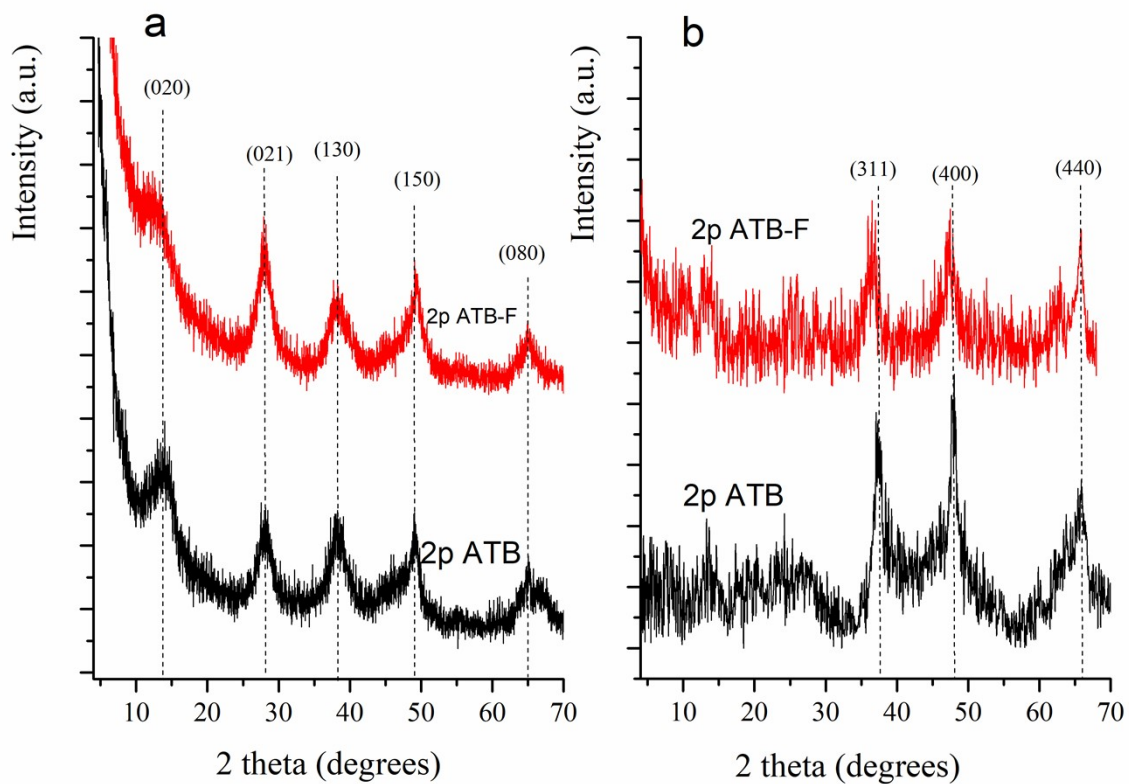 a
Intensity (a.u.)
(020)
(021)
(130)
(150)
(080)
2p ATB-F
2p ATB
10 20 30 40 50 60 70
2 theta (degrees)
b
Intensity (a.u.)
(311)
(400)
(440)
2p ATB-F
2p ATB
10 20 30 40 50 60 70
2 theta (degrees)